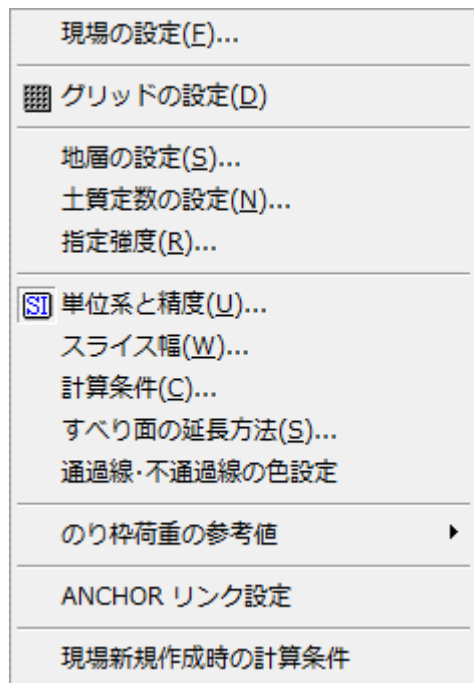 現場の設定(F)...
グリッドの設定(D)
地層の設定(S)...
土質定数の設定(N)...
指定強度(R)...
SI 単位系と精度(U)...
スライス幅(W)...
計算条件(C)...
すべり面の延長方法(S)...
通過線･不通過線の色設定
のり枠荷重の参考値
ANCHOR リンク設定
現場新規作成時の計算条件